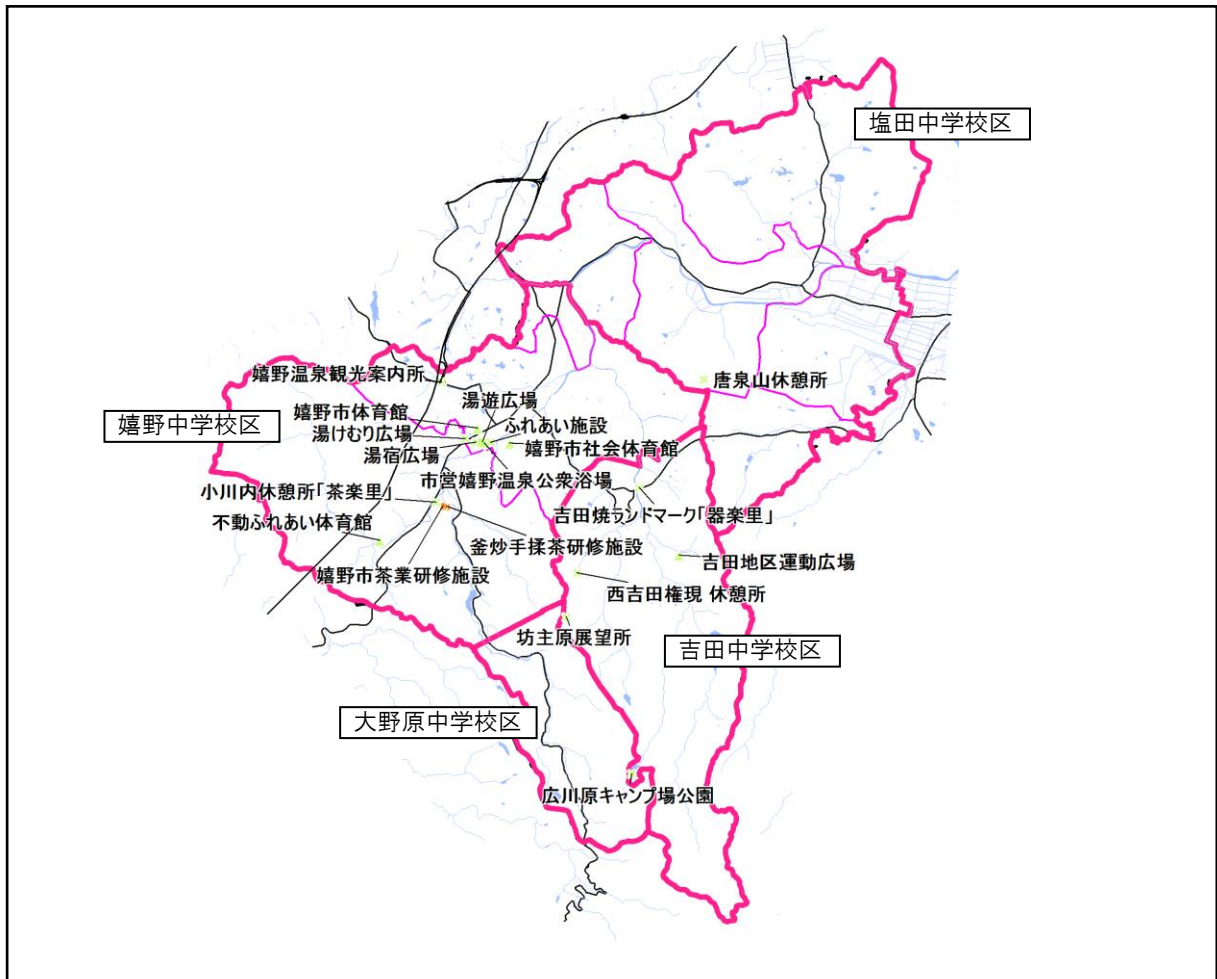 塩田中学校区
嬉野温泉観光案内所
唐泉山休憩所
湯遊広場
嬉野市体育館
ふれあい施設
嬉野中学校区
湯けむり広場
嬉野市社会体育館
湯宿広場
市営嬉野温泉公衆浴場
小川内休憩所「茶楽里」
吉田焼ランドマーク「器楽里」
不動ふれあい体育館
釜炒手揉茶研修施設
吉田地区運動広場
嬉野市茶業研修施設
西吉田権現 休憩所
坊主原展望所
吉田中学校区
大野原中学校区
広川原キャンプ場公園